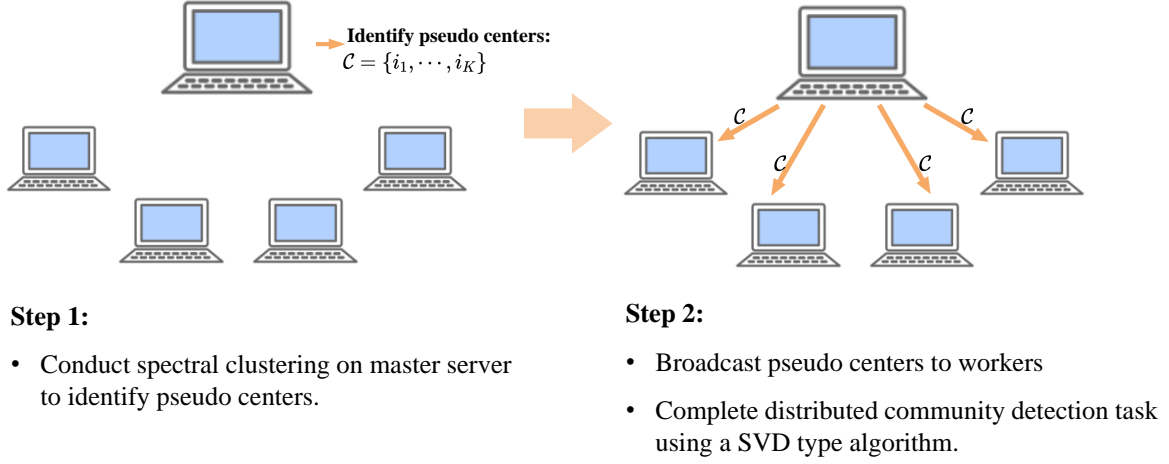 Identify pseudo centers:
𝒞 = {i₁, ⋯, i_K}
𝒞
𝒞
𝒞
𝒞
Step 1:
• Conduct spectral clustering on master server
to identify pseudo centers.
Step 2:
• Broadcast pseudo centers to workers
• Complete distributed community detection task
using a SVD type algorithm.